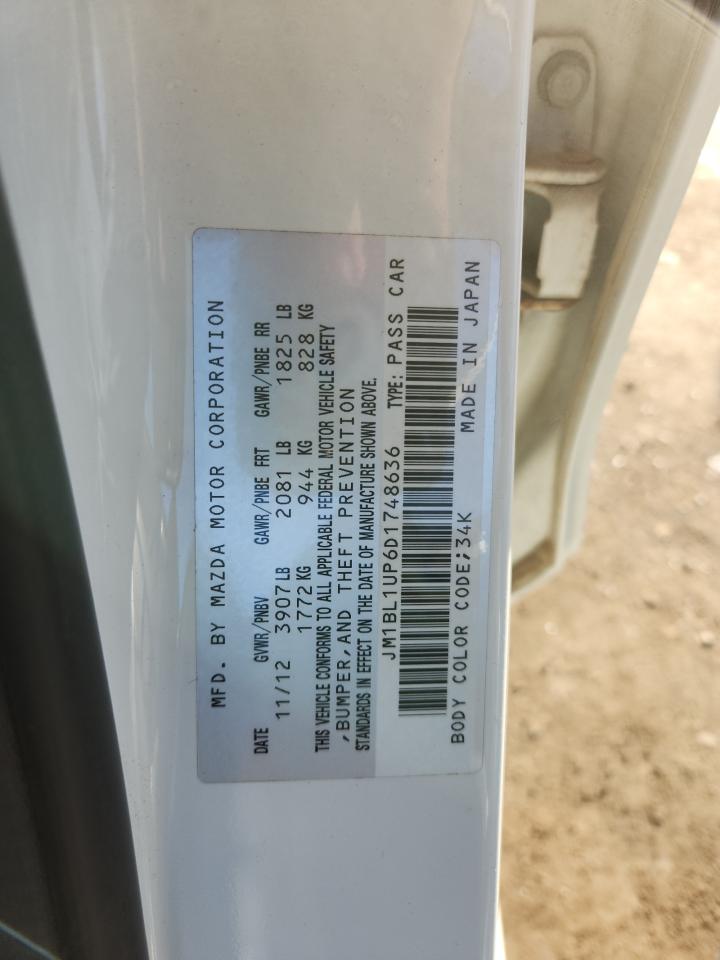 MFD. BY MAZDA MOTOR CORPORATION
DATE GVWR/PNBV GAWR/PNBE FRT GAWR/PNBE RR
11/12 3907 LB 2081 LB 1825 LB
1772 KG 944 KG 828 KG
THIS VEHICLE CONFORMS TO ALL APPLICABLE FEDERAL MOTOR VEHICLE SAFETY
,BUMPER,AND THEFT PREVENTION
STANDARDS IN EFFECT ON THE DATE OF MANUFACTURE SHOWN ABOVE.
JM1BL1UP6D1748636 TYPE: PASS CAR
BODY COLOR CODE;34K MADE IN JAPAN